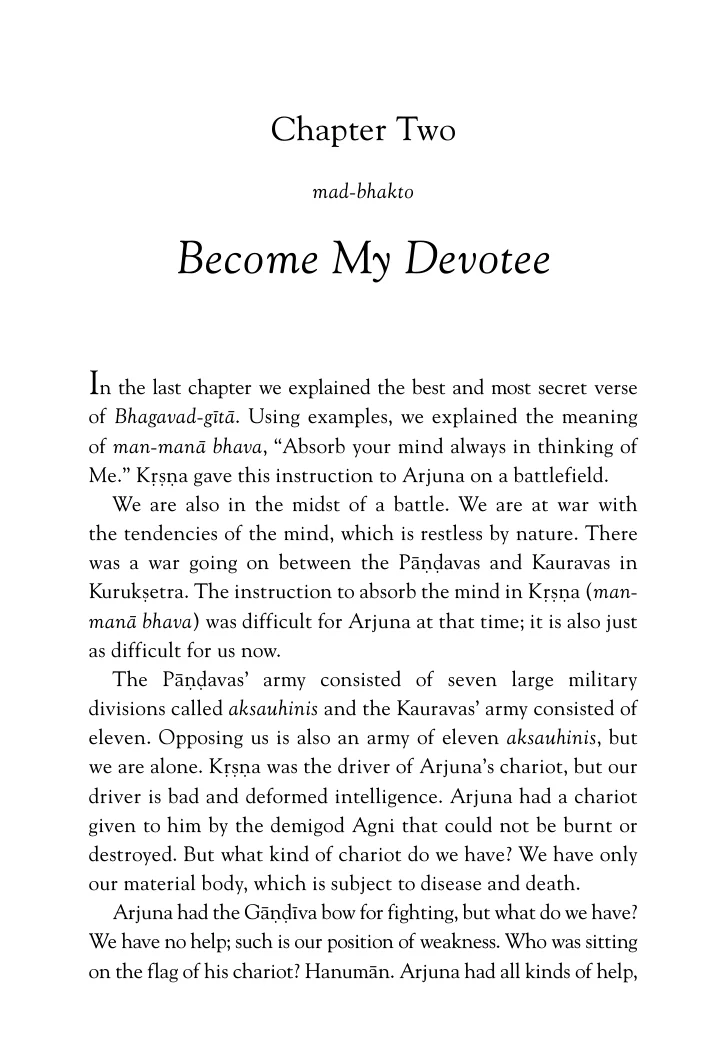 Chapter Two
mad-bhakto
Become My Devotee
In the last chapter we explained the best and most secret verse
of Bhagavad-gītā. Using examples, we explained the meaning
of man-manā bhava, “Absorb your mind always in thinking of
Me.” Kṛṣṇa gave this instruction to Arjuna on a battlefield.
We are also in the midst of a battle. We are at war with
the tendencies of the mind, which is restless by nature. There
was a war going on between the Pāṇḍavas and Kauravas in
Kurukṣetra. The instruction to absorb the mind in Kṛṣṇa (man-
manā bhava) was difficult for Arjuna at that time; it is also just
as difficult for us now.
The Pāṇḍavas’ army consisted of seven large military
divisions called aksauhinis and the Kauravas’ army consisted of
eleven. Opposing us is also an army of eleven aksauhinis, but
we are alone. Kṛṣṇa was the driver of Arjuna’s chariot, but our
driver is bad and deformed intelligence. Arjuna had a chariot
given to him by the demigod Agni that could not be burnt or
destroyed. But what kind of chariot do we have? We have only
our material body, which is subject to disease and death.
Arjuna had the Gāṇḍīva bow for fighting, but what do we have?
We have no help; such is our position of weakness. Who was sitting
on the flag of his chariot? Hanumān. Arjuna had all kinds of help,